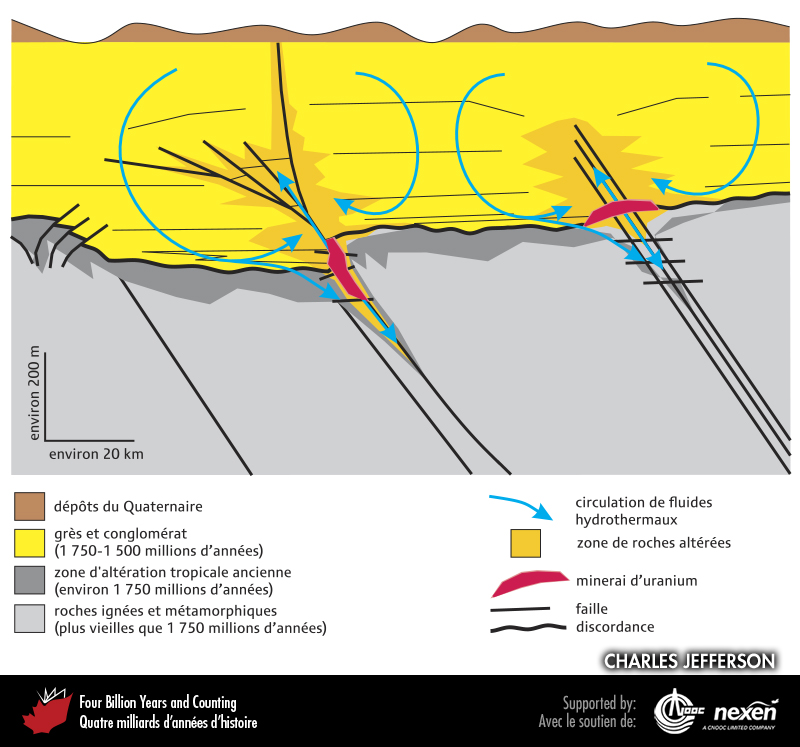 environ 200 m
environ 20 km
dépôts du Quaternaire
grès et conglomérat
(1 750-1 500 millions d'années)
zone d'altération tropicale ancienne
(environ 1 750 millions d'années)
roches ignées et métamorphiques
(plus vieilles que 1 750 millions d'années)
circulation de fluides
hydrothermaux
zone de roches altérées
minerai d'uranium
faille
discordance
CHARLES JEFFERSON
Four Billion Years and Counting
Quatre milliards d'années d'histoire
Supported by:
Avec le soutien de:
CNOOC
nexen
A CNOOC LIMITED COMPANY